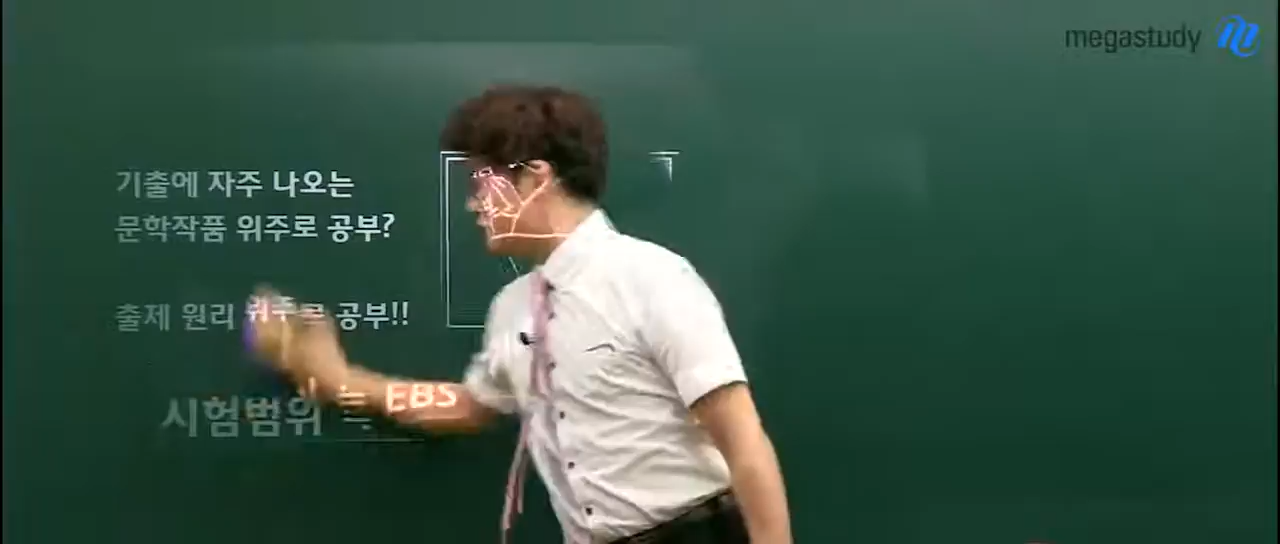 megastudy
기출에 자주 나오는
문학작품 위주로 공부?
출제 원리 위주로 공부!!
시험범위 ≒ EBS